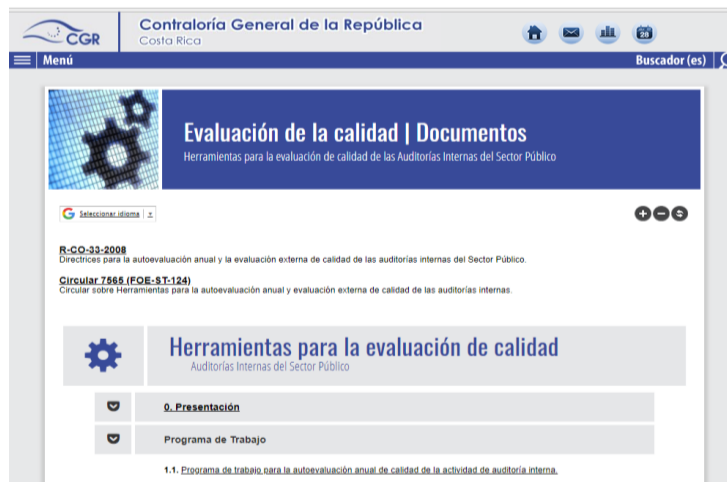 CGR
Contraloría General de la República
Costa Rica
28
Menú
Buscador (es)
Evaluación de la calidad | Documentos
Herramientas para la evaluación de calidad de las Auditorías Internas del Sector Público
G Seleccionar idioma
R-CO-33-2008
Directrices para la autoevaluación anual y la evaluación externa de calidad de las auditorías internas del Sector Público.
Circular 7565 (FOE-ST-124)
Circular sobre Herramientas para la autoevaluación anual y evaluación externa de calidad de las auditorías internas.
Herramientas para la evaluación de calidad
Auditorías Internas del Sector Público
0. Presentación
Programa de Trabajo
1.1. Programa de trabajo para la autoevaluación anual de calidad de la actividad de auditoría interna.